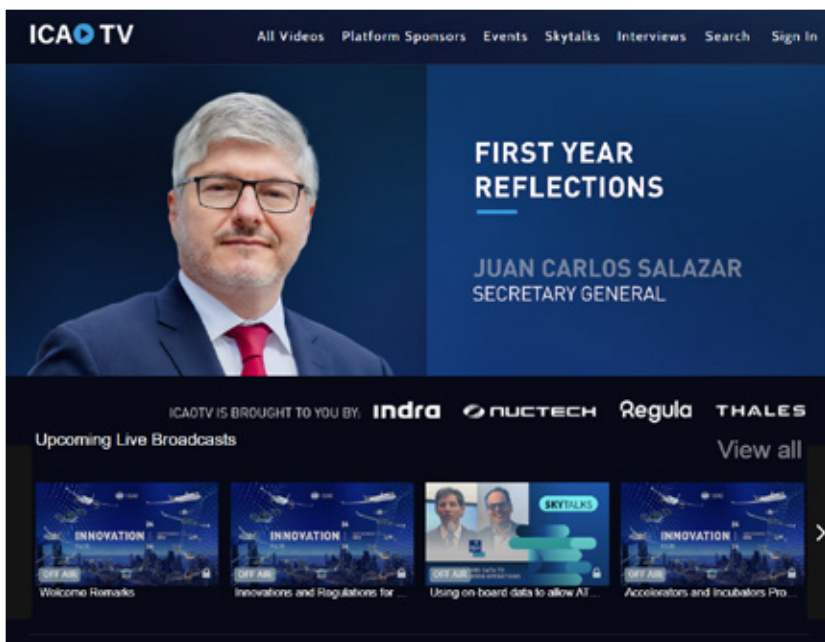 ICAO TV
All Videos Platform Sponsors Events Skytalks Interviews Search Sign In
FIRST YEAR
REFLECTIONS
JUAN CARLOS SALAZAR
SECRETARY GENERAL
ICAOTV IS BROUGHT TO YOU BY: indra NUCTECH Regula THALES
Upcoming Live Broadcasts
View all
SKYTALKS
INNOVATION INNOVATION INNOVATION
OFF AIR OFF AIR OFF AIR OFF AIR
Welcome Remarks Innovations and Regulations for ... Using on-board data to allow AT... Accelerators and Incubators Pro...